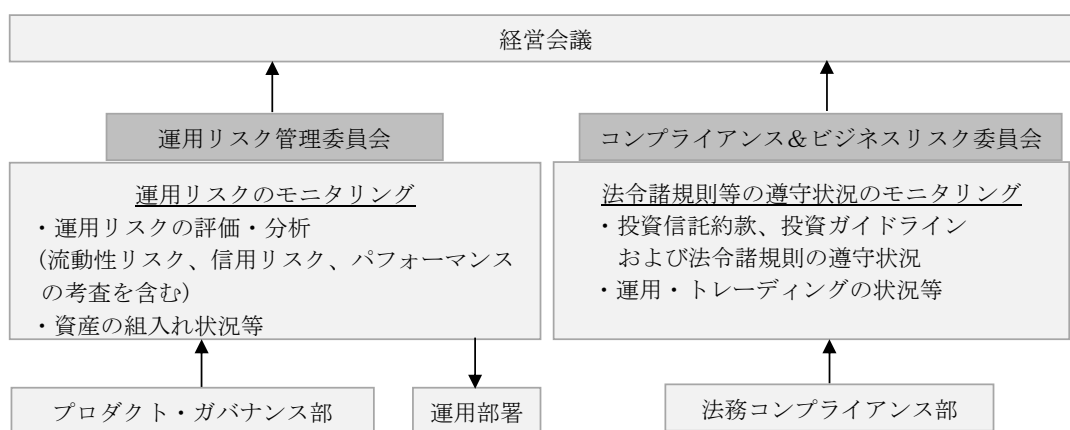 経営会議
運用リスク管理委員会
運用リスクのモニタリング
・運用リスクの評価・分析
(流動性リスク、信用リスク、パフォーマンス
の考査を含む)
・資産の組入れ状況等
コンプライアンス&ビジネスリスク委員会
法令諸規則等の遵守状況のモニタリング
・投資信託約款、投資ガイドライン
および法令諸規則の遵守状況
・運用・トレーディングの状況等
プロダクト・ガバナンス部
運用部署
法務コンプライアンス部